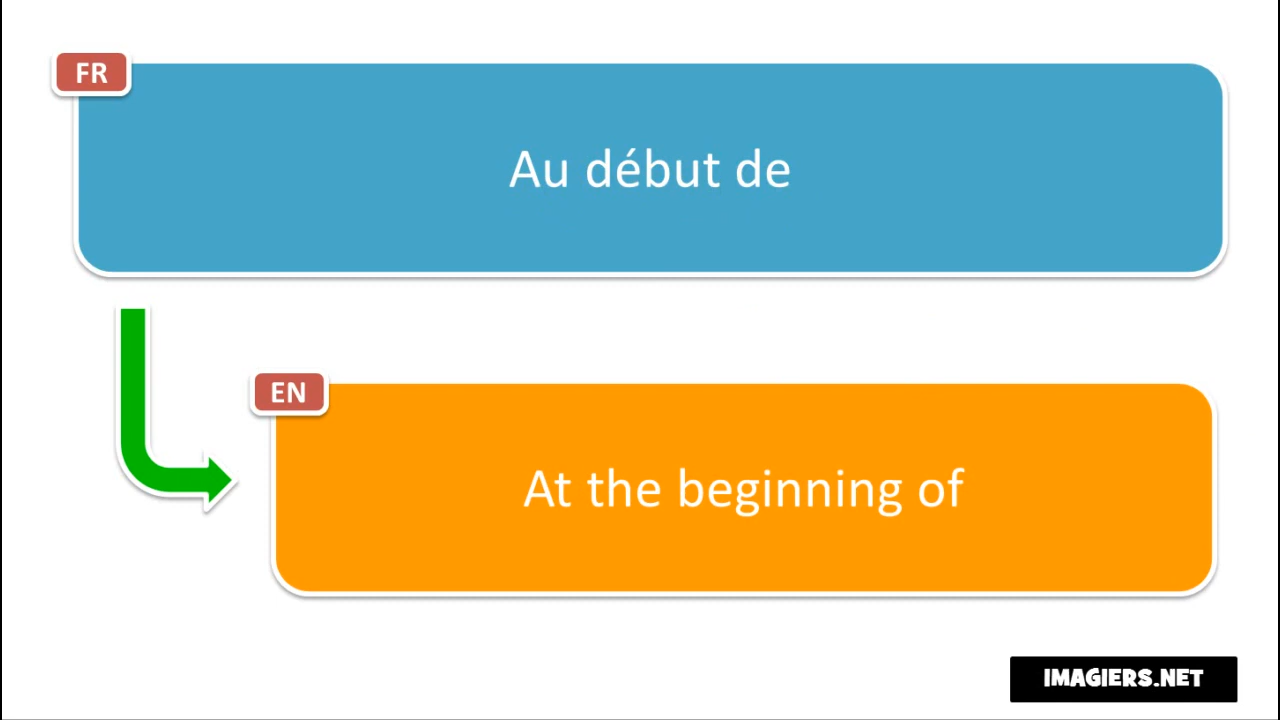 FR
Au début de
EN
At the beginning of
IMAGIERS.NET